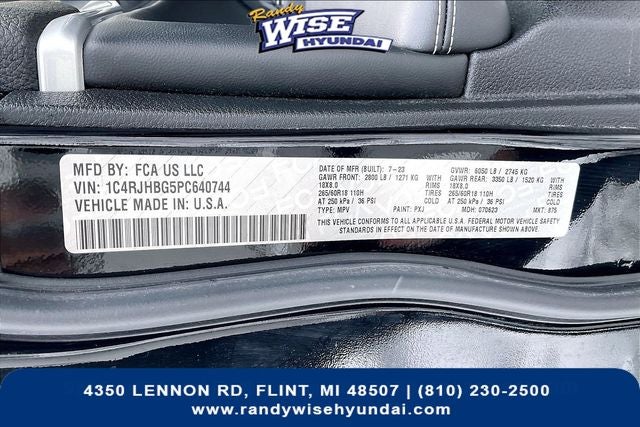 Randy
WISE
HYUNDAI
MFD BY: FCA US LLC
VIN: 1C4RJHBG5PC640744
VEHICLE MADE IN: U.S.A.
DATE OF MFR (BUILT): 7-23 GVWR: 6050 LB / 2745 KG
GAWR FRONT: 2800 LB / 1271 KG WITH GAWR REAR: 3350 LB / 1520 KG WITH
18X8.0 RIMS 18X8.0 RIMS
265/60R18 110H TIRES 265/60R18 110H TIRES
AT 250 kPa / 36 PSI COLD AT 250 kPa / 36 PSI COLD
TYPE: MPV PAINT: PXJ MDH: 070623 MKT: 875
CONFORMS TO ALL APPLICABLE U.S.A. FEDERAL MOTOR VEHICLE SAFETY
STANDARDS IN EFFECT ON THE DATE OF MANUFACTURE SHOWN ABOVE
4350 LENNON RD, FLINT, MI 48507 | (810) 230-2500
www.randywisehyundai.com